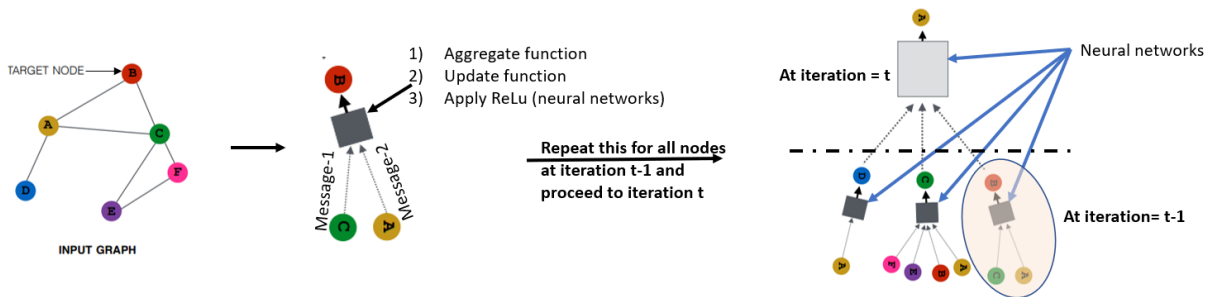 TARGET NODE
B
A
C
F
D
E
INPUT GRAPH
B
Message-1
Message-2
C
A
1) Aggregate function
2) Update function
3) Apply ReLu (neural networks)
Repeat this for all nodes
at iteration t-1 and
proceed to iteration t
A
Neural networks
At iteration = t
D
C
B
At iteration= t-1
A
F
E
B
A
C
A